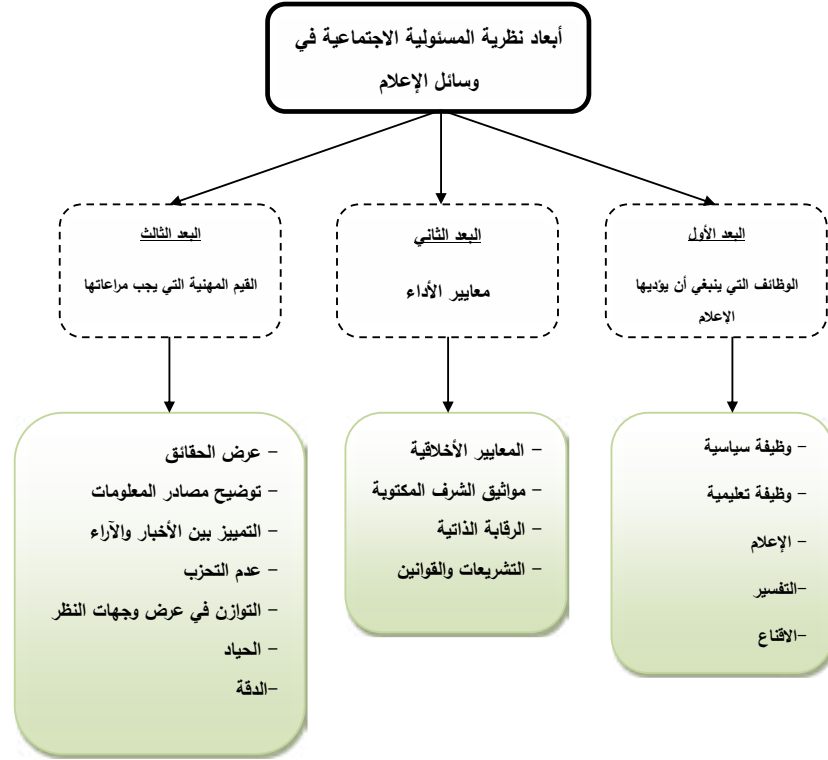 أبعاد نظرية المسئولية الاجتماعية في
وسائل الإعلام
البعد الأول
الوظائف التي ينبغي أن يؤديها
الإعلام
البعد الثاني
معايير الأداء
البعد الثالث
القيم المهنية التي يجب مراعاتها
- وظيفة سياسية
- وظيفة تعليمية
- الإعلام
-التفسير
-الاقناع
- المعايير الأخلاقية
- مواثيق الشرف المكتوبة
- الرقابة الذاتية
- التشريعات والقوانين
- عرض الحقائق
- توضيح مصادر المعلومات
- التمييز بين الأخبار والآراء
- عدم التحزب
- التوازن في عرض وجهات النظر
- الحياد
-الدقة